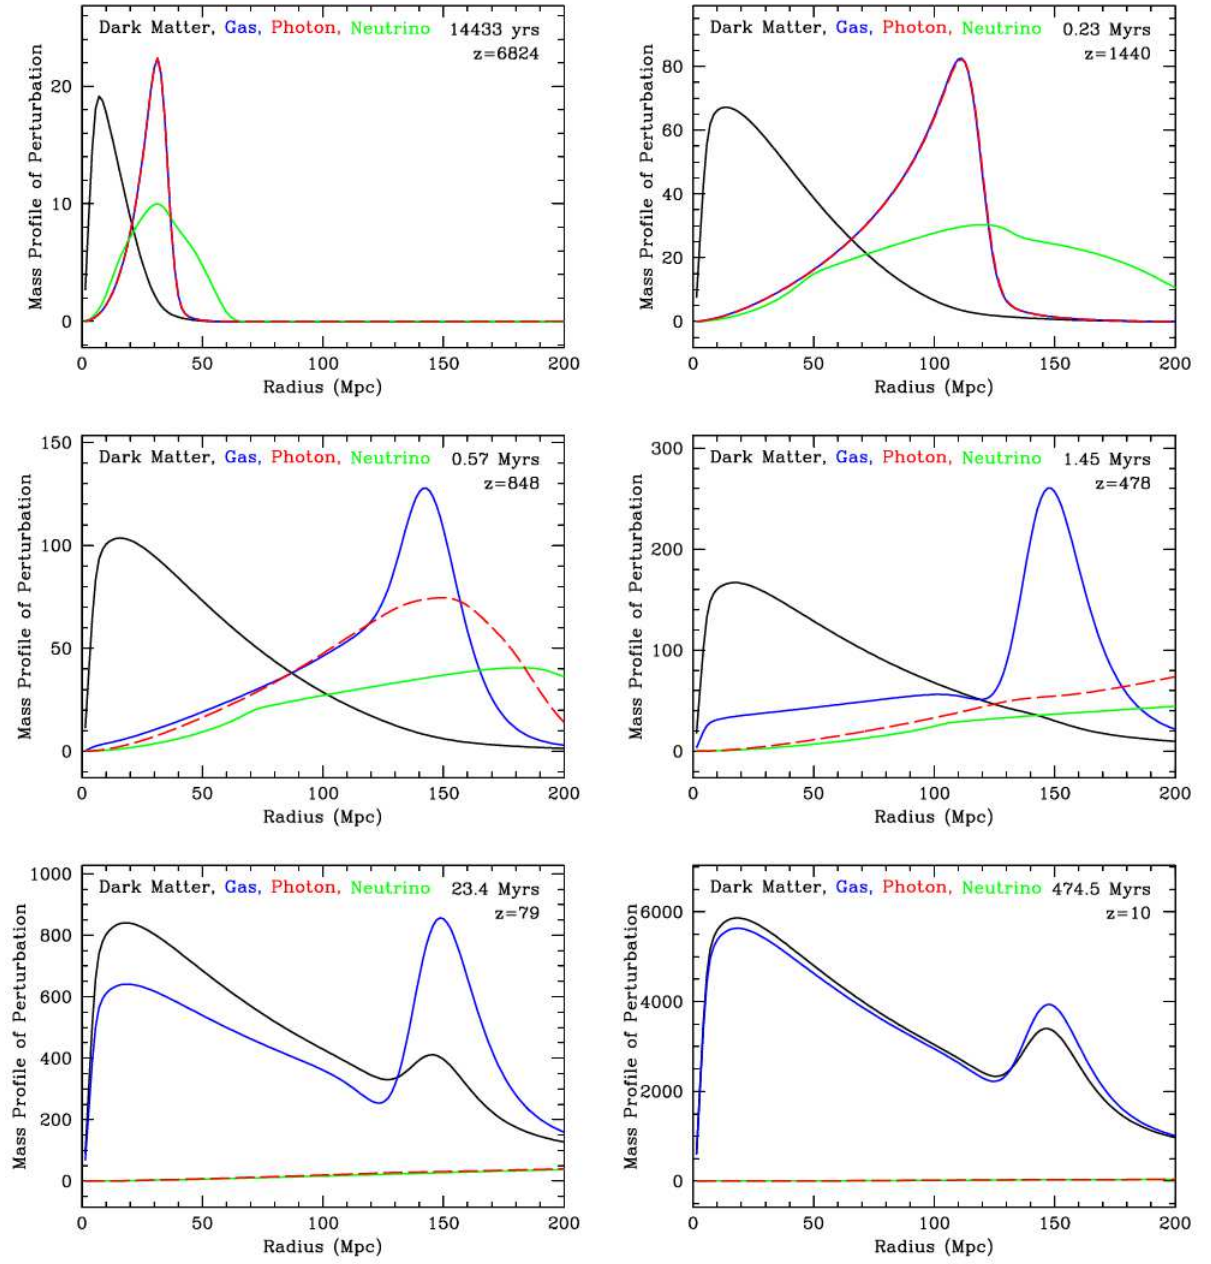 Dark Matter, Gas, Photon, Neutrino 14433 yrs
z=6824
20
10
0
Mass Profile of Perturbation
0 50 100 150 200
Radius (Mpc)
Dark Matter, Gas, Photon, Neutrino 0.23 Myrs
z=1440
80
60
40
20
0
Mass Profile of Perturbation
0 50 100 150 200
Radius (Mpc)
Dark Matter, Gas, Photon, Neutrino 0.57 Myrs
z=848
150
100
50
0
Mass Profile of Perturbation
0 50 100 150 200
Radius (Mpc)
Dark Matter, Gas, Photon, Neutrino 1.45 Myrs
z=478
300
200
100
0
Mass Profile of Perturbation
0 50 100 150 200
Radius (Mpc)
Dark Matter, Gas, Photon, Neutrino 23.4 Myrs
z=79
1000
800
600
400
200
0
Mass Profile of Perturbation
0 50 100 150 200
Radius (Mpc)
Dark Matter, Gas, Photon, Neutrino 474.5 Myrs
z=10
6000
4000
2000
0
Mass Profile of Perturbation
0 50 100 150 200
Radius (Mpc)